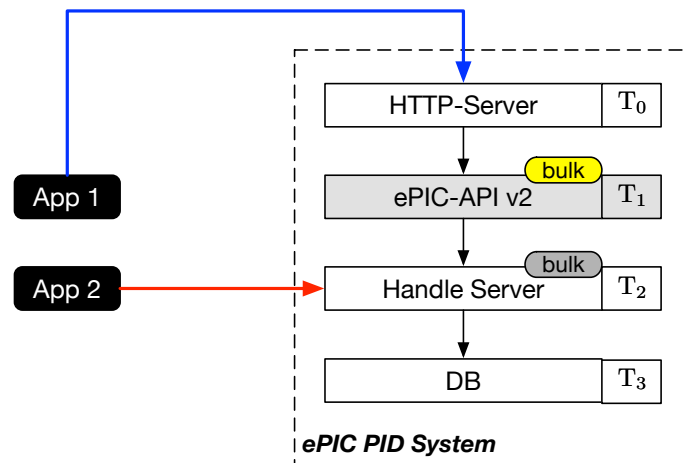 HTTP-Server T0
bulk
App 1 ePIC-API v2 T1
bulk
App 2 Handle Server T2
DB T3
ePIC PID System